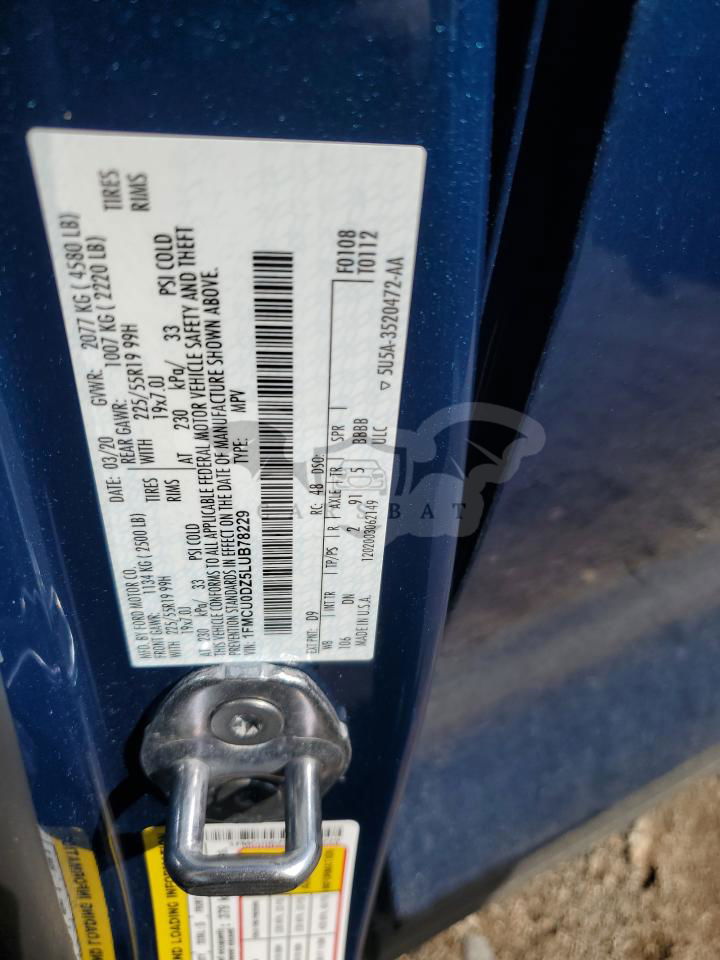 MFD. BY FORD MOTOR CO. DATE: 03/20 GVWR: 2077 KG ( 4580 LB)
FRONT GAWR: 1134 KG ( 2500 LB) REAR GAWR: 1007 KG ( 2220 LB)
WITH 225/55R19 99H TIRES WITH 225/55R19 99H TIRES
19x7.0J RIMS 19x7.0J RIMS
AT 230 kPa/ 33 PSI COLD AT 230 kPa/ 33 PSI COLD
THIS VEHICLE CONFORMS TO ALL APPLICABLE FEDERAL MOTOR VEHICLE SAFETY AND THEFT
PREVENTION STANDARDS IN EFFECT ON THE DATE OF MANUFACTURE SHOWN ABOVE.
VIN: 1FMCU0DZ5LUB78229 TYPE: MPV
EXT PNT: D9 RC: 48 DSO: F0108
T0112
WB INT TR TP/PS R AXLE TR SPR
106 DN 2 91 5 BBBB
MADE IN U.S.A. 1202003062149 ULC 5U5A-3520472-AA
CARSBAT